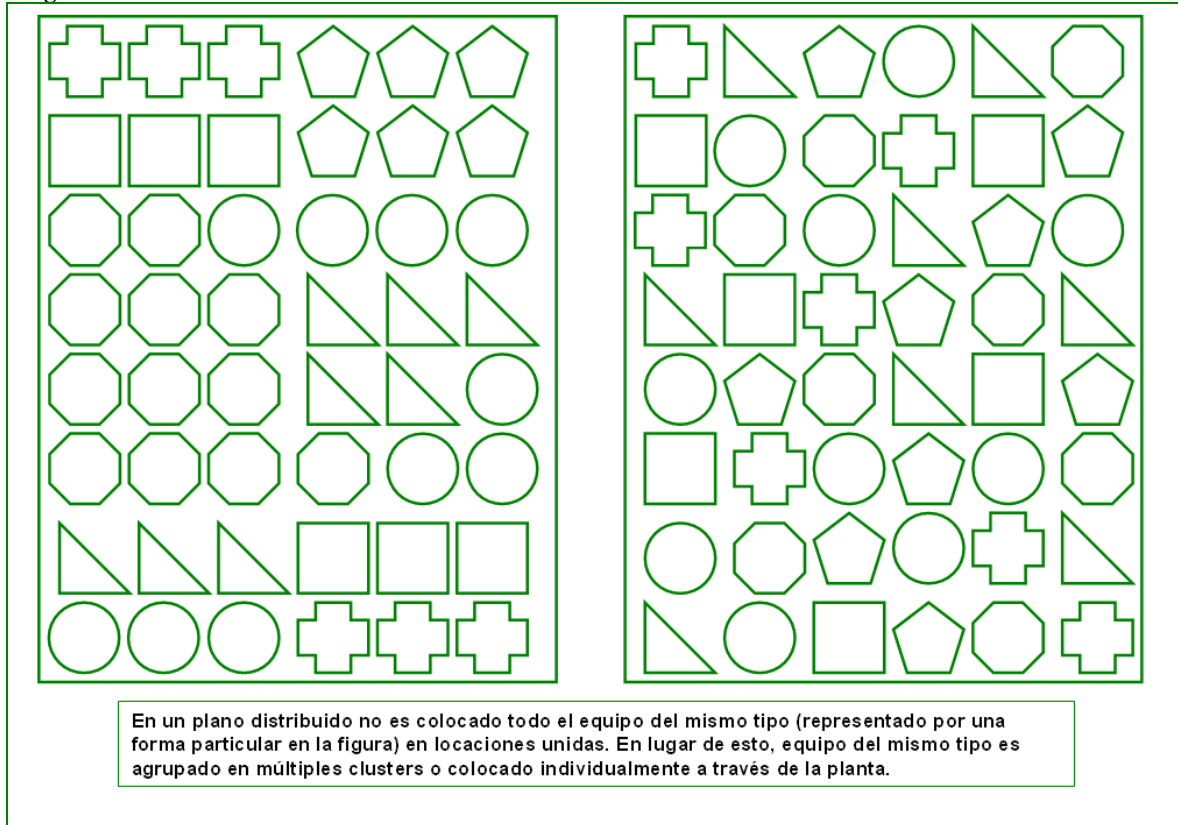 En un plano distribuido no es colocado todo el equipo del mismo tipo (representado por una
forma particular en la figura) en locaciones unidas. En lugar de esto, equipo del mismo tipo es
agrupado en múltiples clusters o colocado individualmente a través de la planta.